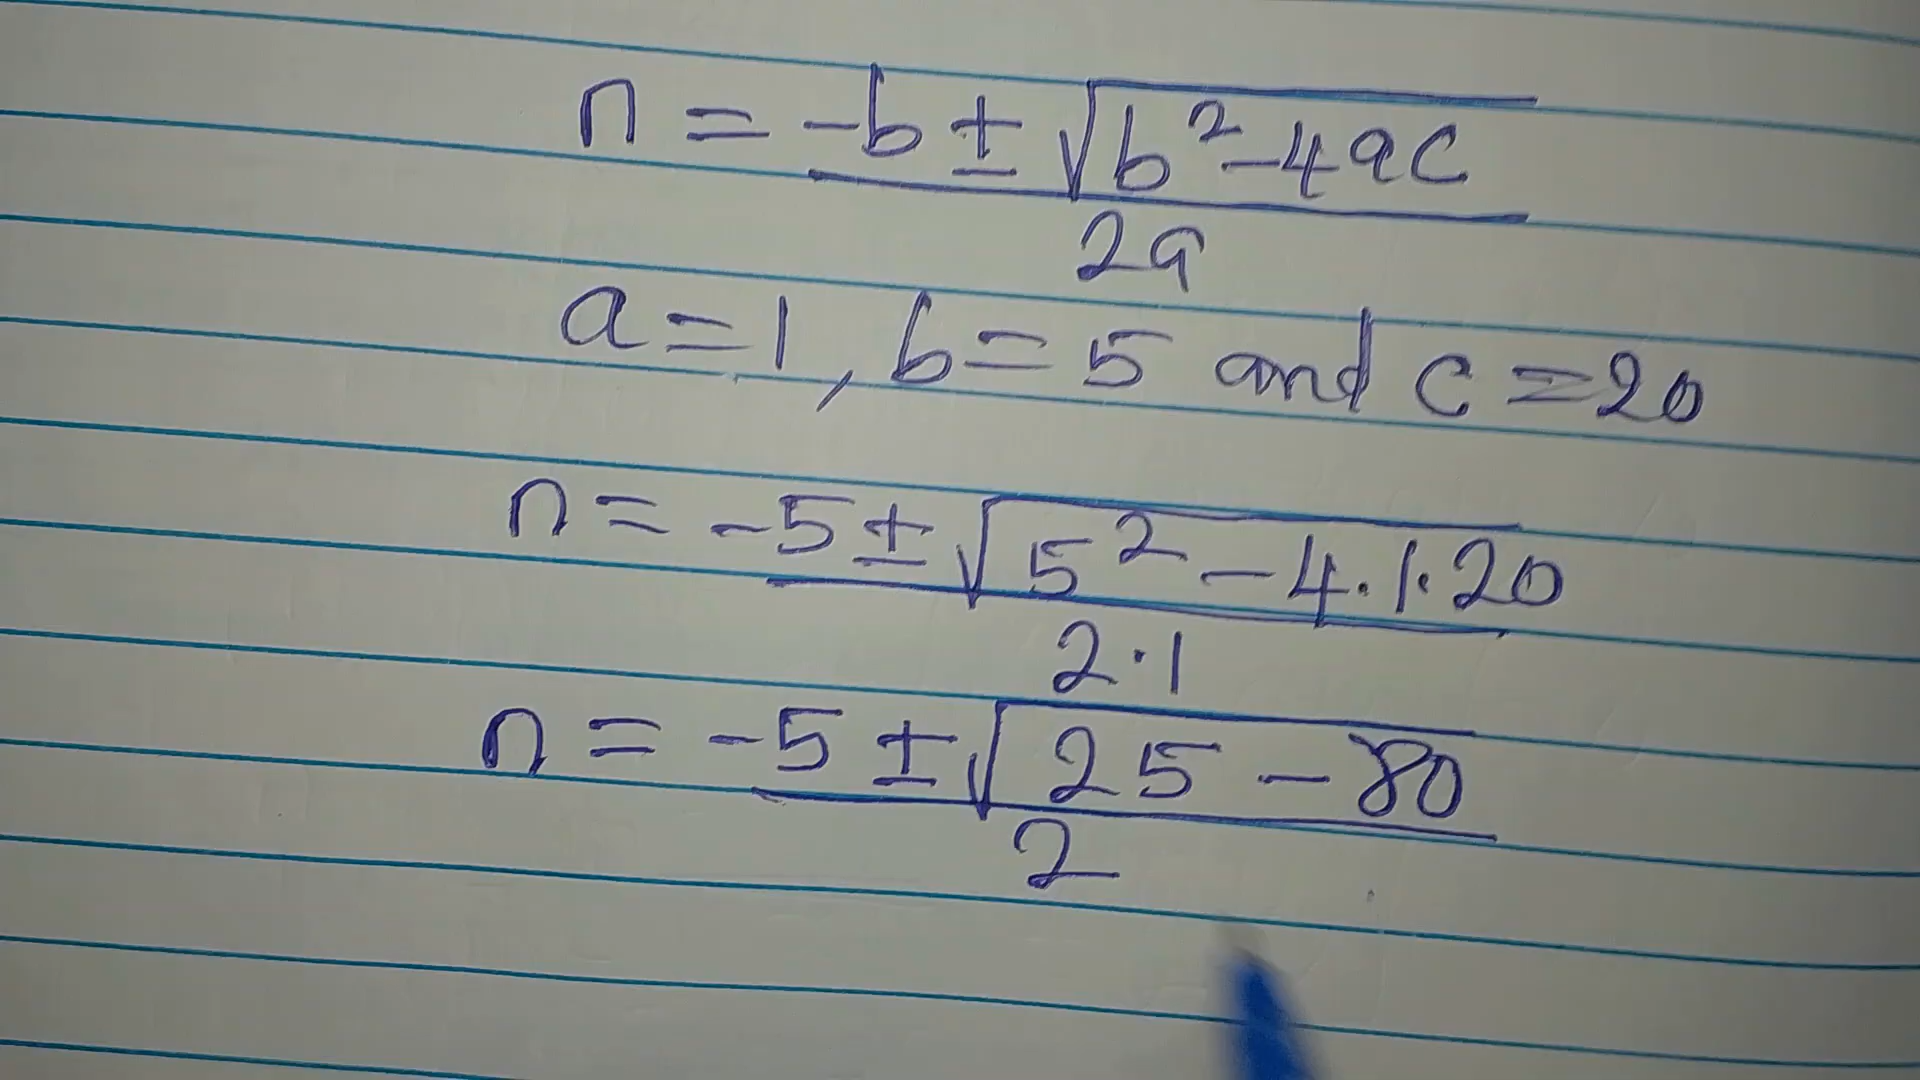 n = -b ± √b² - 4ac
2a
a = 1, b = 5 and c = 20
n = -5 ± √5² - 4.1.20
2·1
n = -5 ± √25 - 80
2